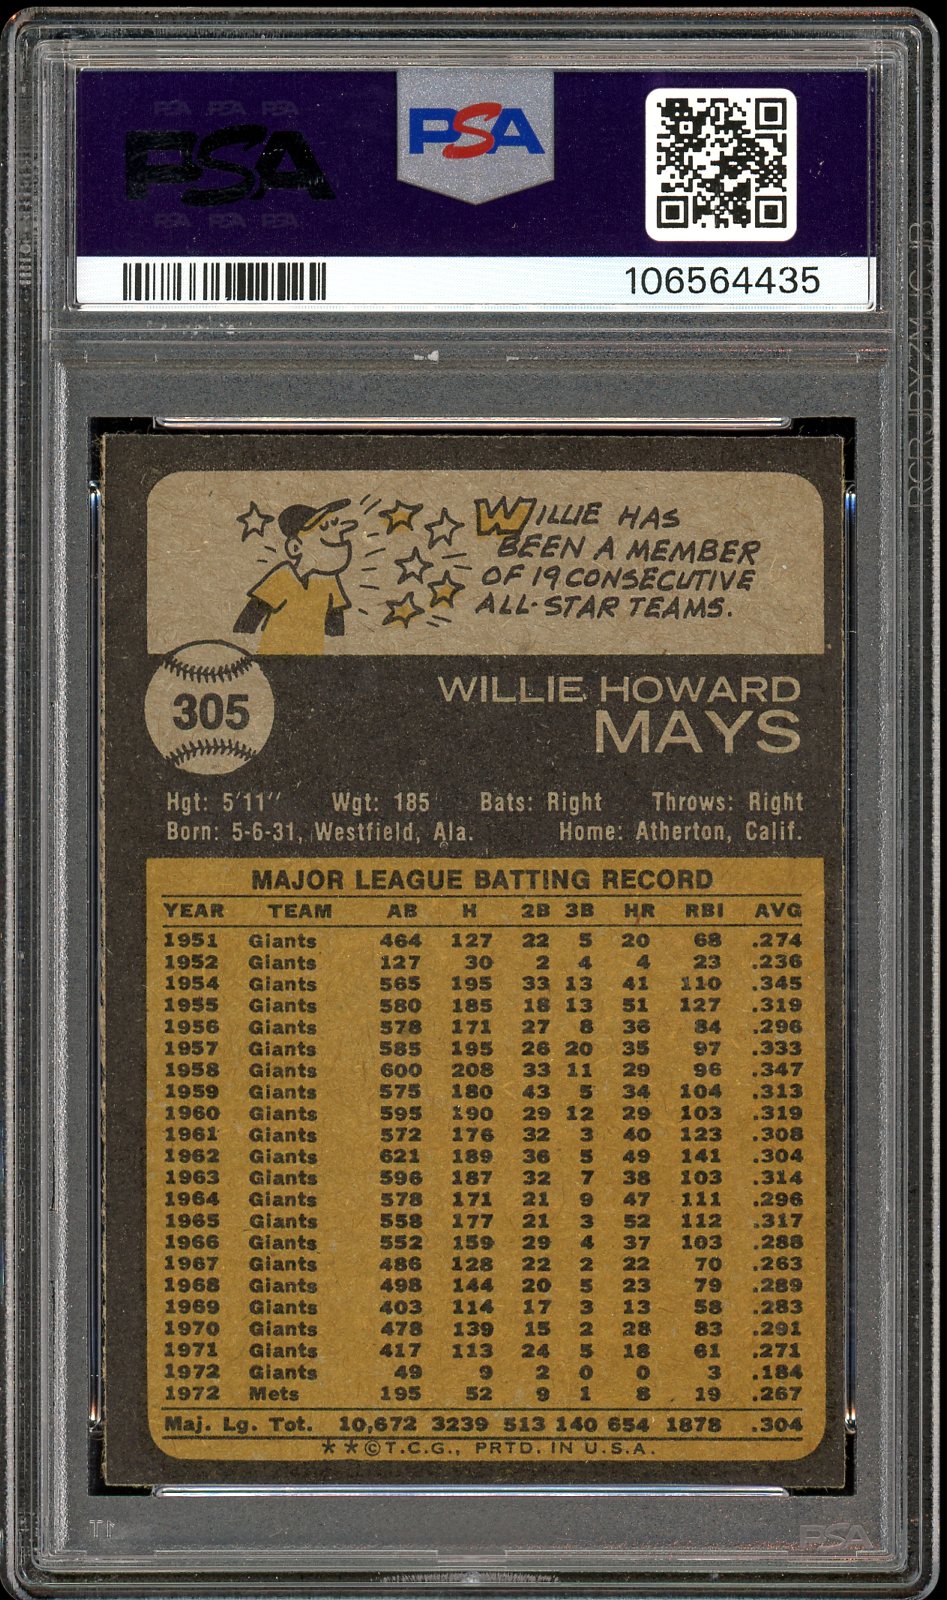 PSA PSA PSA
PSA
PSA PSA PSA
PSA
106564435
WILLIE HAS
BEEN A MEMBER
OF 19 CONSECUTIVE
ALL-STAR TEAMS.
305
WILLIE HOWARD
MAYS
Hgt: 5'11'' Wgt: 185 Bats: Right Throws: Right
Born: 5-6-31, Westfield, Ala. Home: Atherton, Calif.
MAJOR LEAGUE BATTING RECORD
YEAR TEAM AB H 2B 3B HR RBI AVG
1951 Giants 464 127 22 5 20 68 .274
1952 Giants 127 30 2 4 4 23 .236
1954 Giants 565 195 33 13 41 110 .345
1955 Giants 580 185 18 13 51 127 .319
1956 Giants 578 171 27 8 36 84 .296
1957 Giants 585 195 26 20 35 97 .333
1958 Giants 600 208 33 11 29 96 .347
1959 Giants 575 180 43 5 34 104 .313
1960 Giants 595 190 29 12 29 103 .319
1961 Giants 572 176 32 3 40 123 .308
1962 Giants 621 189 36 5 49 141 .304
1963 Giants 596 187 32 7 38 103 .314
1964 Giants 578 171 21 9 47 111 .296
1965 Giants 558 177 21 3 52 112 .317
1966 Giants 552 159 29 4 37 103 .288
1967 Giants 486 128 22 2 22 70 .263
1968 Giants 498 144 20 5 23 79 .289
1969 Giants 403 114 17 3 13 58 .283
1970 Giants 478 139 15 2 28 83 .291
1971 Giants 417 113 24 5 18 61 .271
1972 Giants 49 9 2 0 0 3 .184
1972 Mets 195 52 9 1 8 19 .267
Maj. Lg. Tot. 10,672 3239 513 140 654 1878 .304
**©T.C.G., PRTD. IN U.S.A.
PSA